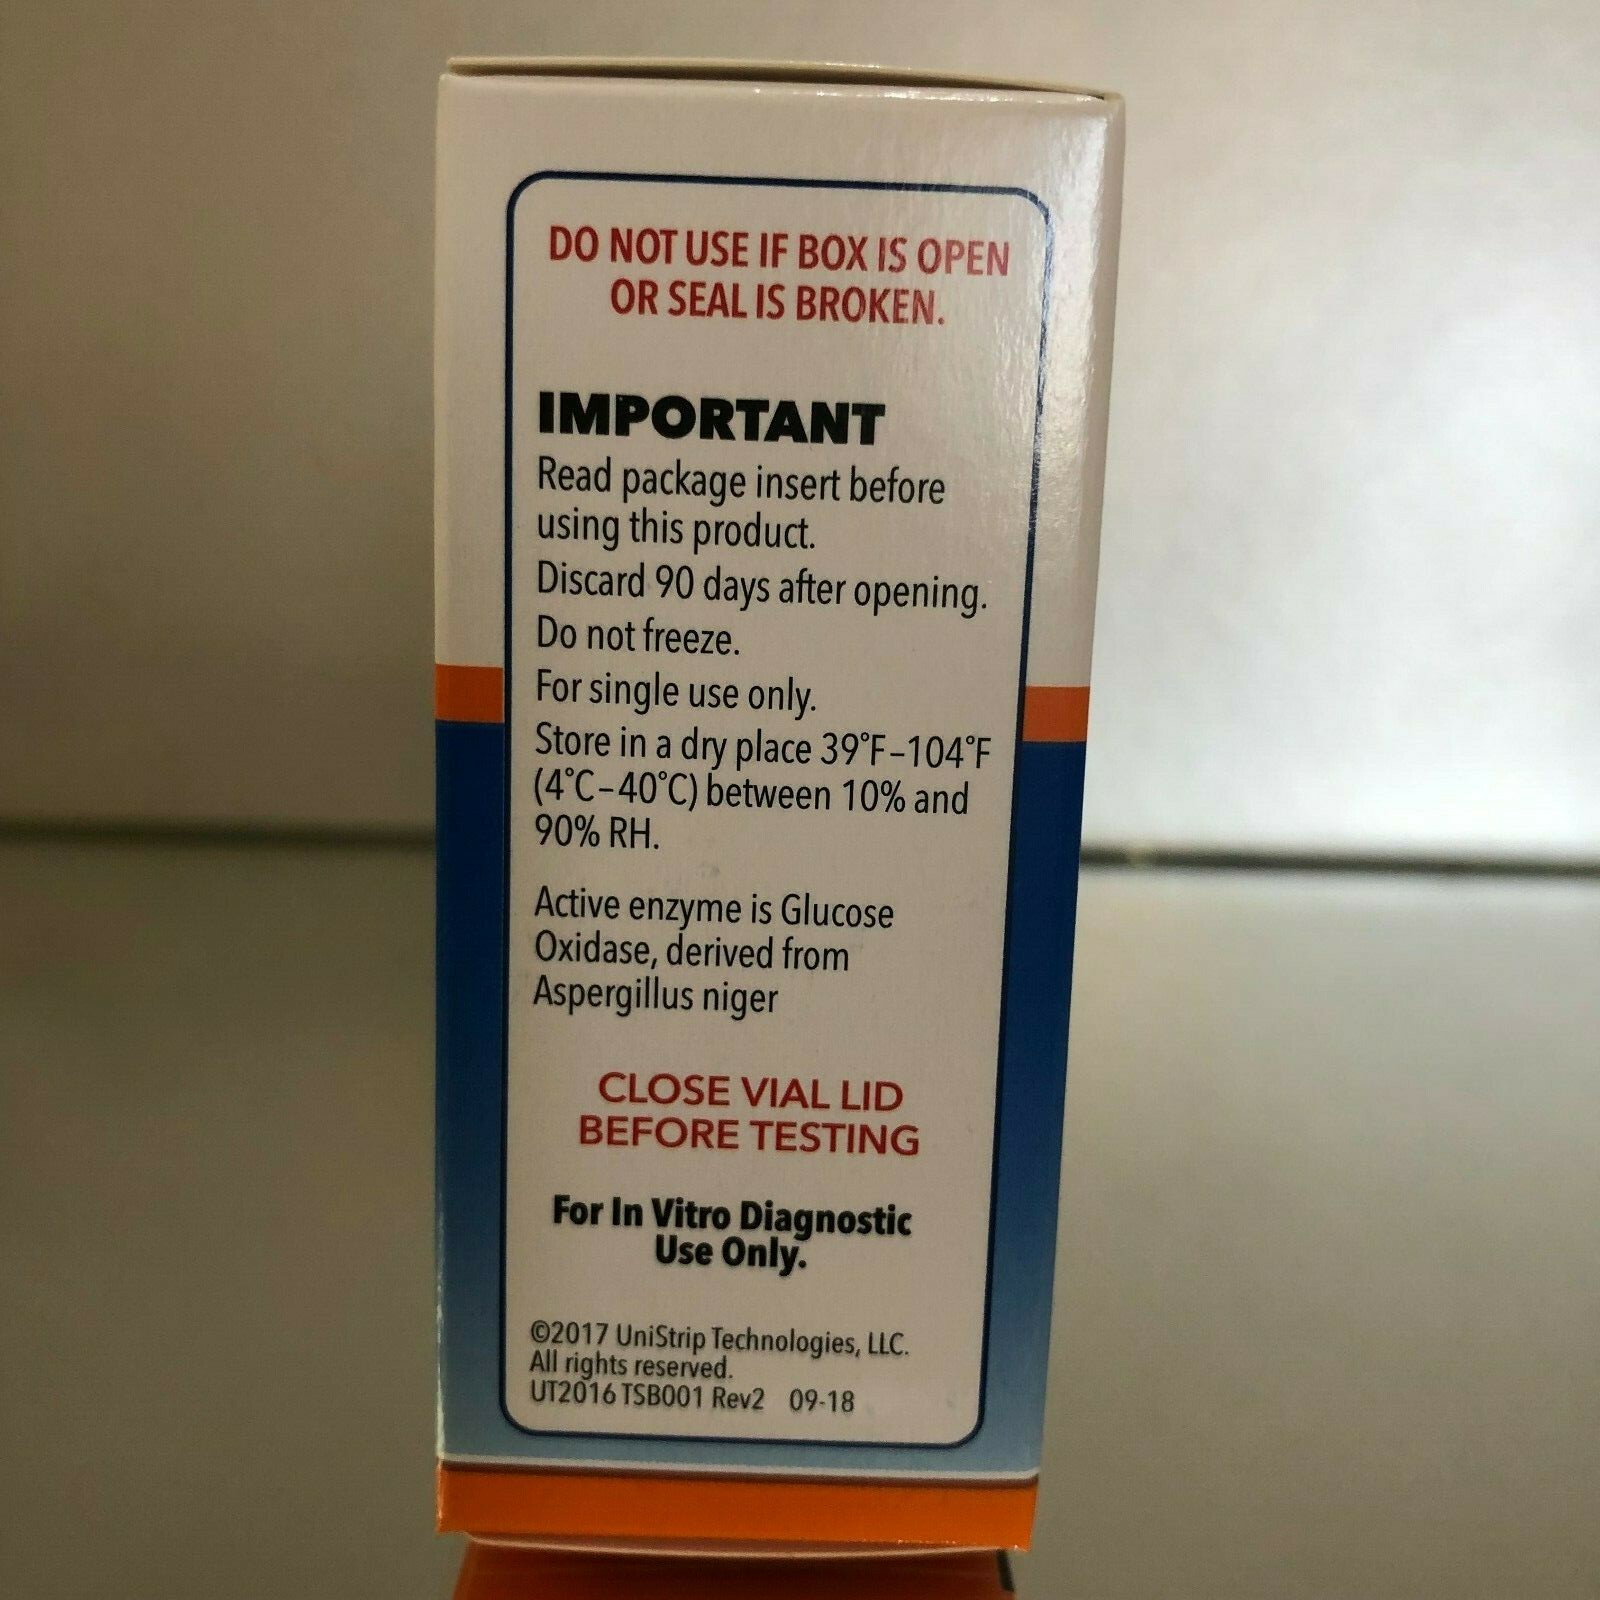 DO NOT USE IF BOX IS OPEN
OR SEAL IS BROKEN.
IMPORTANT
Read package insert before
using this product.
Discard 90 days after opening.
Do not freeze.
For single use only.
Store in a dry place 39°F–104°F
(4°C–40°C) between 10% and
90% RH.
Active enzyme is Glucose
Oxidase, derived from
Aspergillus niger
CLOSE VIAL LID
BEFORE TESTING
For In Vitro Diagnostic
Use Only.
©2017 UniStrip Technologies, LLC.
All rights reserved.
UT2016 TSB001 Rev2 09-18